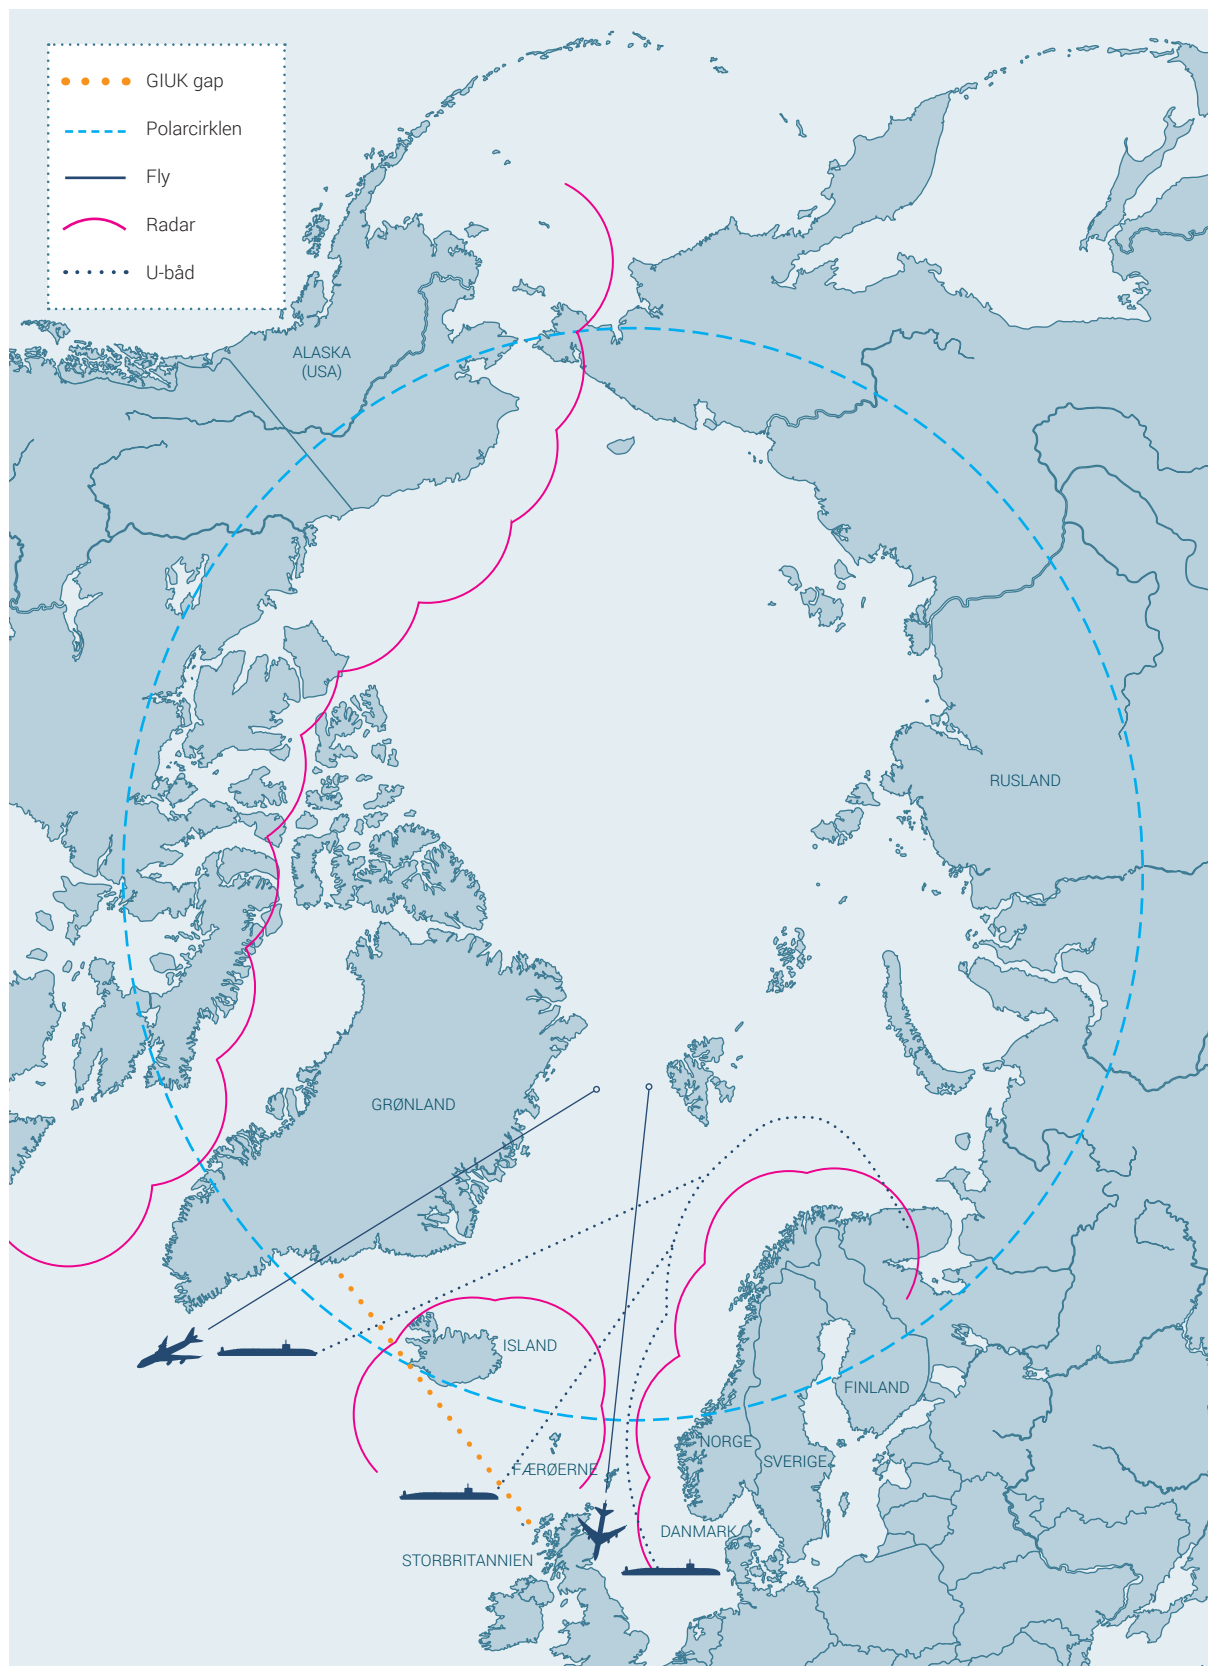 GIUK gap
Polarcirklen
Fly
Radar
U-båd
ALASKA
(USA)
RUSLAND
GRØNLAND
ISLAND
FINLAND
NORGE
SVERIGE
FÆRØERNE
DANMARK
STORBRITANNIEN